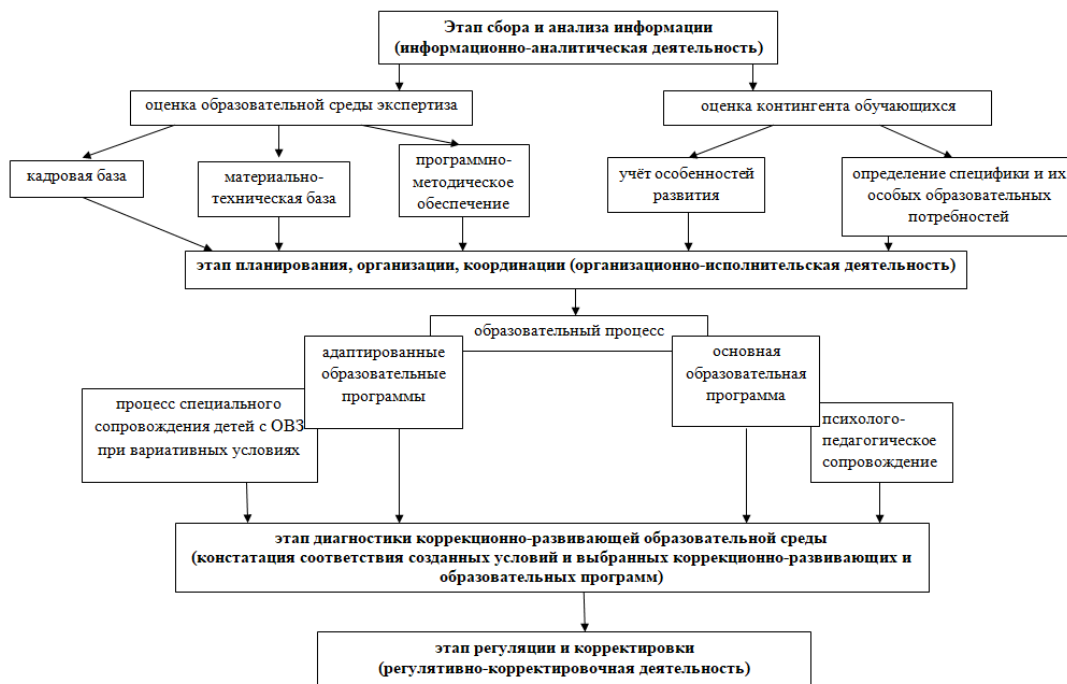 Этап сбора и анализа информации
(информационно-аналитическая деятельность)
оценка образовательной среды экспертиза
оценка контингента обучающихся
кадровая база
материально-
техническая база
программно-
методическое
обеспечение
учёт особенностей
развития
определение специфики и их
особых образовательных
потребностей
этап планирования, организации, координации (организационно-исполнительская деятельность)
образовательный процесс
адаптированные
образовательные
программы
основная
образовательная
программа
процесс специального
сопровождения детей с ОВЗ
при вариативных условиях
психолого-
педагогическое
сопровождение
этап диагностики коррекционно-развивающей образовательной среды
(констатация соответствия созданных условий и выбранных коррекционно-развивающих и
образовательных программ)
этап регуляции и корректировки
(регулятивно-корректировочная деятельность)